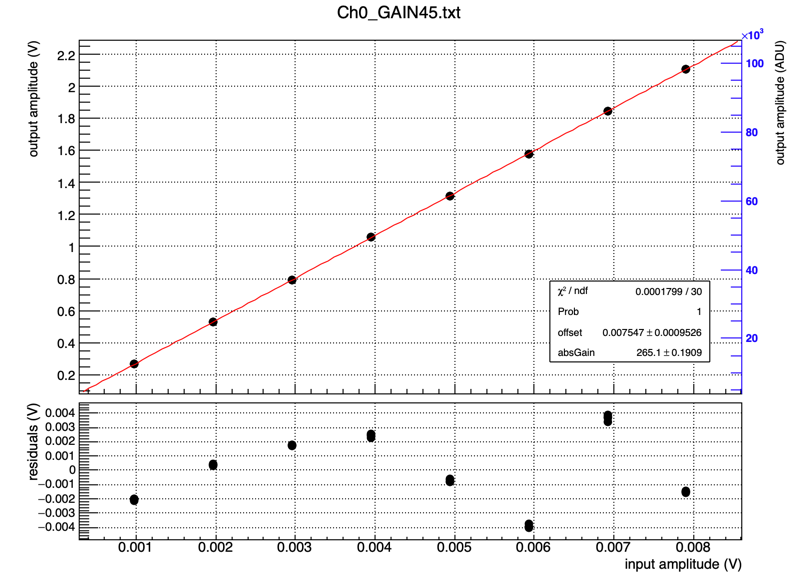 Ch0_GAIN45.txt
×10³
output amplitude (V)
output amplitude (ADU)
2.2
2
1.8
1.6
1.4
1.2
1
0.8
0.6
0.4
0.2
100
80
60
40
20
χ² / ndf 0.0001799 / 30
Prob 1
offset 0.007547 ± 0.0009526
absGain 265.1 ± 0.1909
residuals (V)
0.004
0.003
0.002
0.001
0
−0.001
−0.002
−0.003
−0.004
0.001 0.002 0.003 0.004 0.005 0.006 0.007 0.008
input amplitude (V)